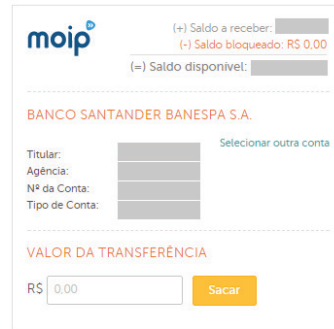 moip
(+) Saldo a receber:
(-) Saldo bloqueado: R$ 0,00
(=) Saldo disponível:
BANCO SANTANDER BANESPA S.A.
Selecionar outra conta
Titular:
Agência:
Nº da Conta:
Tipo de Conta:
VALOR DA TRANSFERÊNCIA
R$ 0,00 Sacar